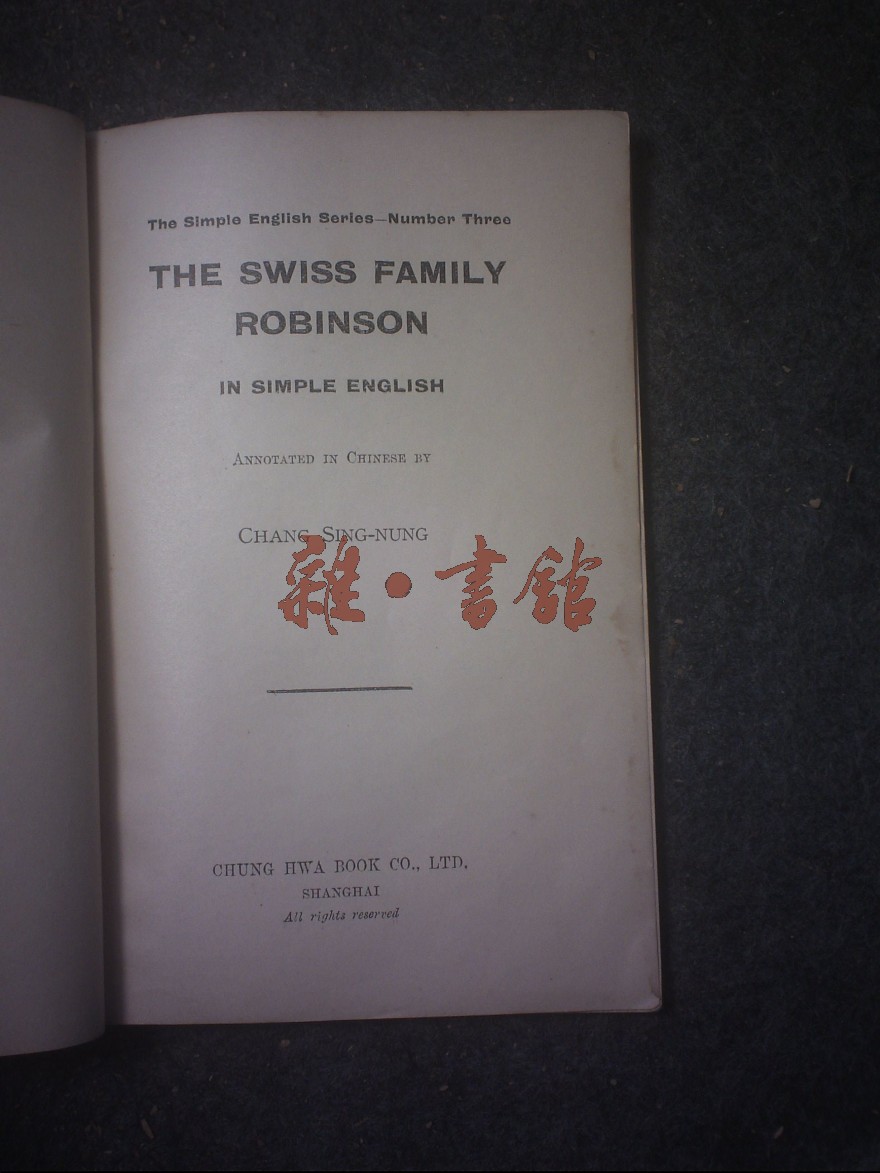 The Simple English Series—Number Three
THE SWISS FAMILY
ROBINSON
IN SIMPLE ENGLISH
ANNOTATED IN CHINESE BY
CHANG SING-NUNG
雜·書館
CHUNG HWA BOOK CO., LTD.
SHANGHAI
All rights reserved